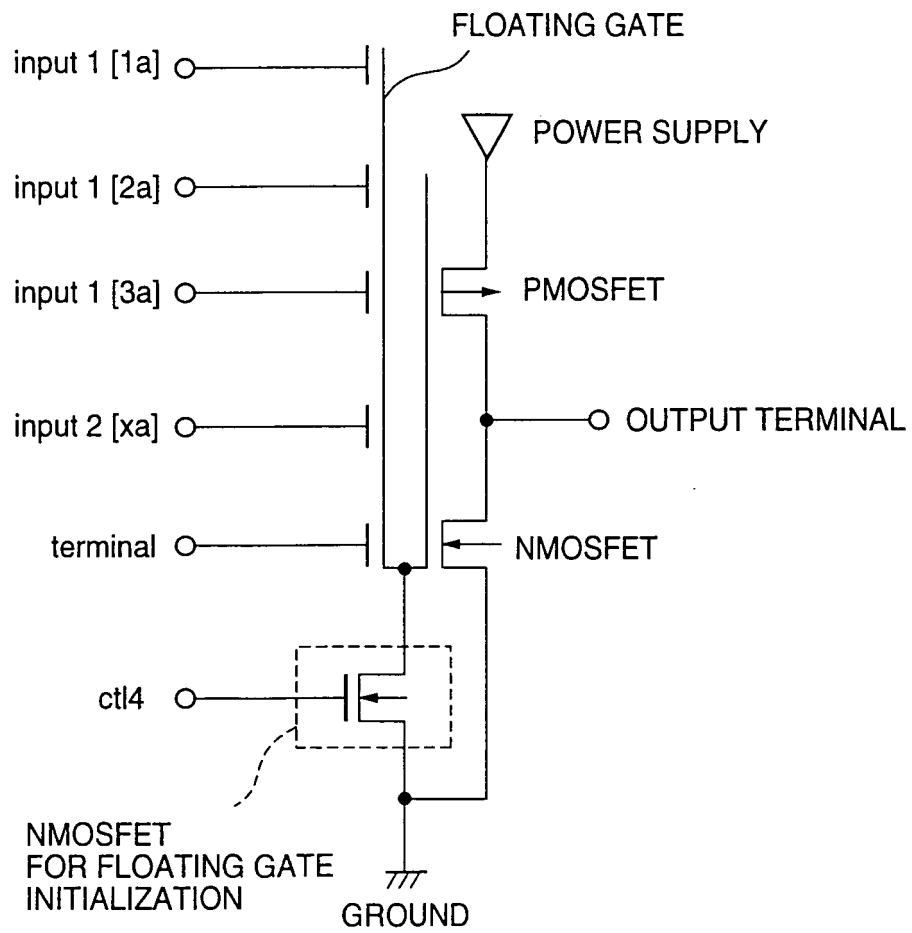 FLOATING GATE
input 1 [1a]
POWER SUPPLY
input 1 [2a]
input 1 [3a]
PMOSFET
input 2 [xa]
OUTPUT TERMINAL
terminal
NMOSFET
ctl4
NMOSFET
FOR FLOATING GATE
INITIALIZATION
GROUND